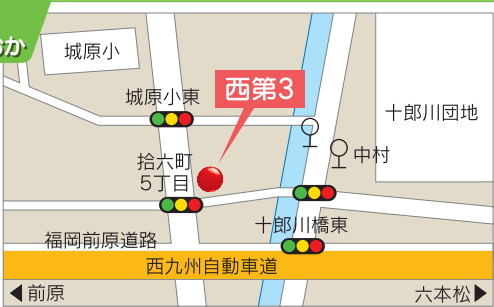 おか
城原小
西第3
城原小東
十郎川団地
中村
拾六町
5丁目
十郎川橋東
福岡前原道路
西九州自動車道
◀前原
六本松▶